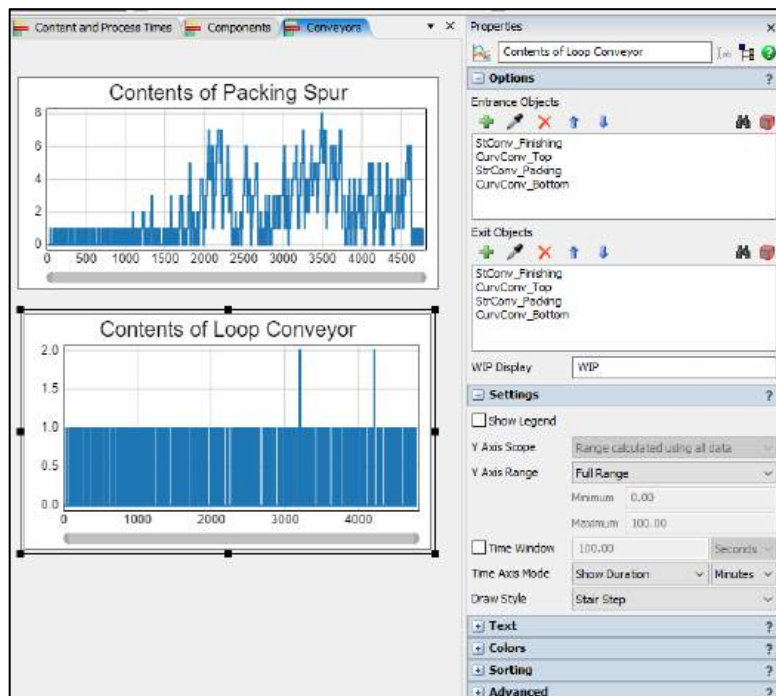 Content and Process Times
Components
Conveyors
Contents of Packing Spur
8
6
4
2
0
0 500 1000 1500 2000 2500 3000 3500 4000 4500
Contents of Loop Conveyor
2.0
1.5
1.0
0.5
0.0
0 1000 2000 3000 4000
Properties
Contents of Loop Conveyor
Options ?
Entrance Objects
StConv_Finishing
CurvConv_Top
StrConv_Packing
CurvConv_Bottom
Exit Objects
StConv_Finishing
CurvConv_Top
StrConv_Packing
CurvConv_Bottom
WIP Display WIP
Settings ?
Show Legend
Y Axis Scope Range calculated using all data
Y Axis Range Full Range
Minimum 0.00
Maximum 100.00
Time Window 100.00 Seconds
Time Axis Mode Show Duration Minutes
Draw Style Stair Step
Text ?
Colors ?
Sorting ?
Advanced ?